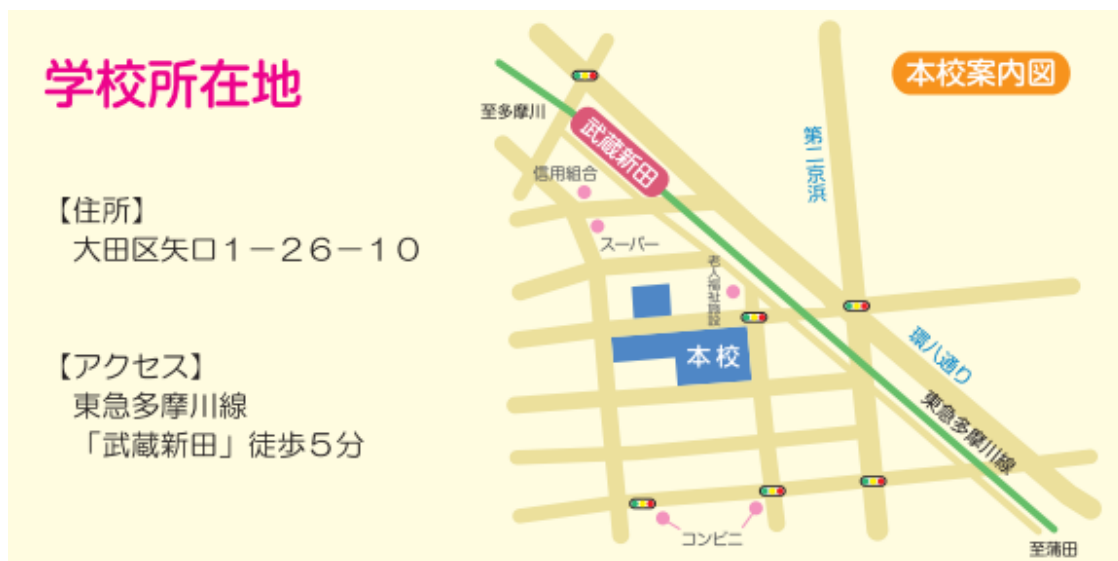 学校所在地
【住所】
大田区矢口１－２６－１０
【アクセス】
東急多摩川線
「武蔵新田」徒歩５分
本校案内図
至多摩川
武蔵新田
第二京浜
信用組合
スーパー
老人福祉施設
本校
環八通り
東急多摩川線
コンビニ
至蒲田